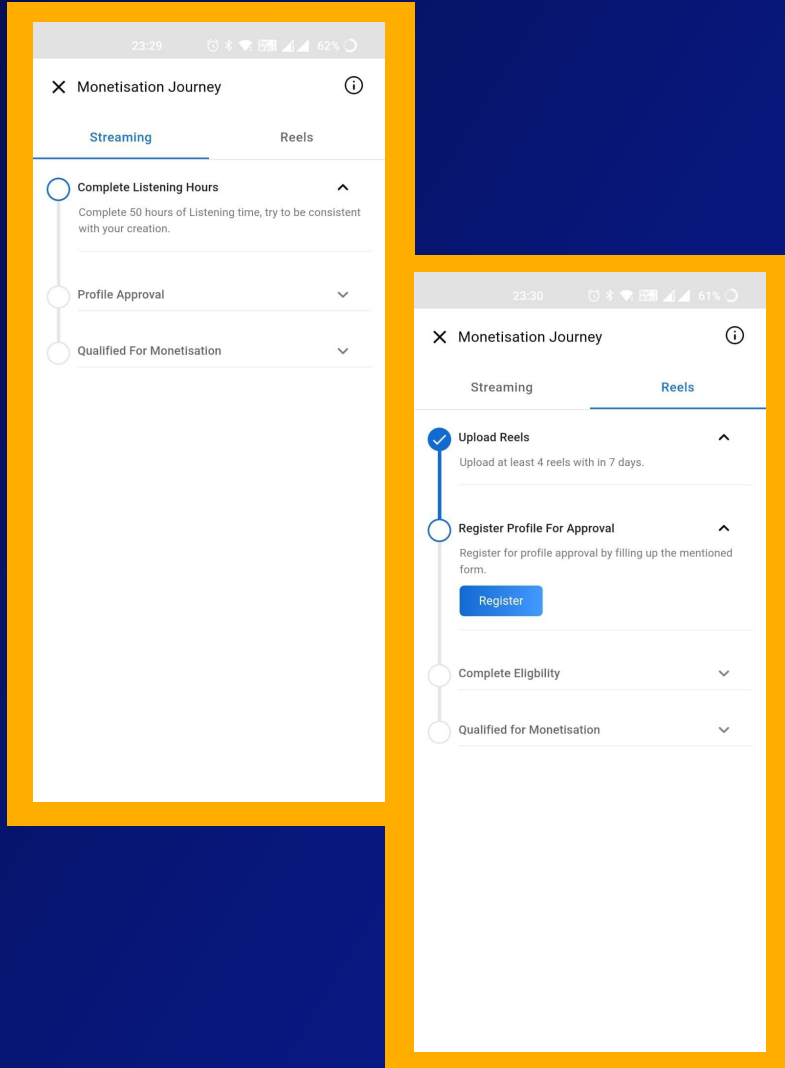 23:29
62%
Monetisation Journey
Streaming
Reels
Complete Listening Hours
Complete 50 hours of Listening time, try to be consistent
with your creation.
Profile Approval
Qualified For Monetisation
23:30
61%
Monetisation Journey
Streaming
Reels
Upload Reels
Upload at least 4 reels with in 7 days.
Register Profile For Approval
Register for profile approval by filling up the mentioned
form.
Register
Complete Eligbility
Qualified for Monetisation